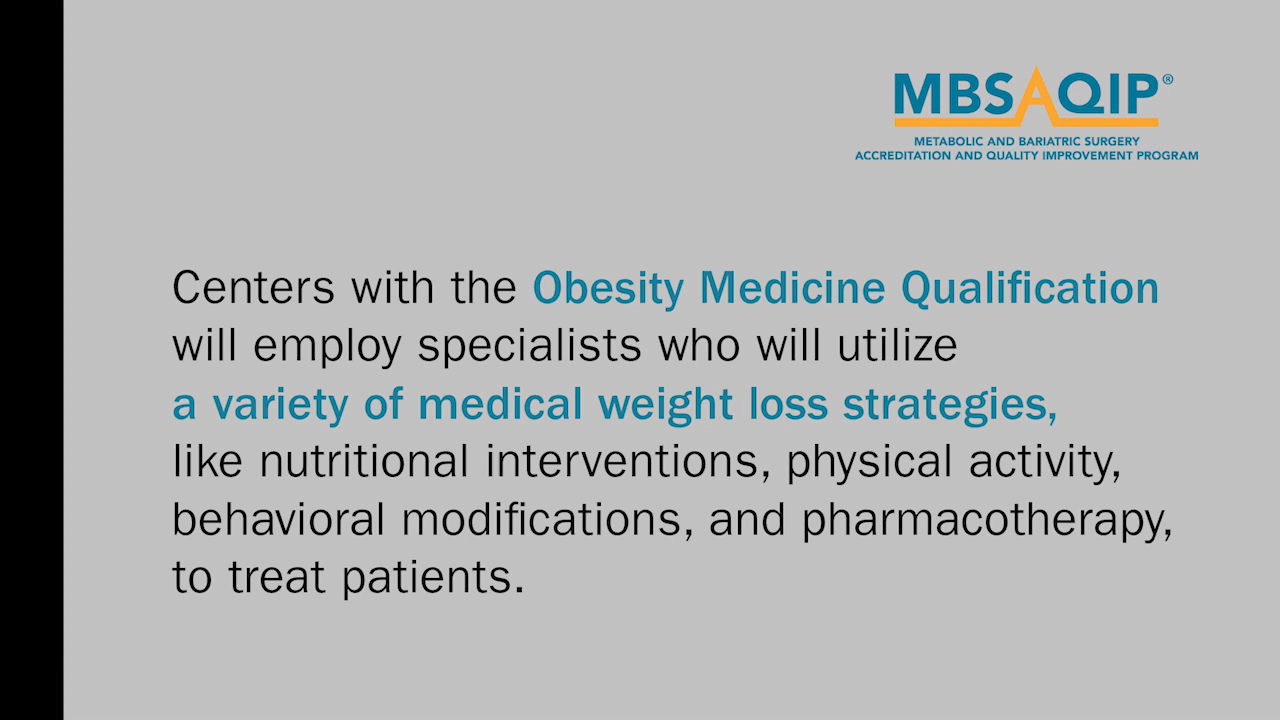 MBSAQIP®
METABOLIC AND BARIATRIC SURGERY
ACCREDITATION AND QUALITY IMPROVEMENT PROGRAM
Centers with the Obesity Medicine Qualification
will employ specialists who will utilize
a variety of medical weight loss strategies,
like nutritional interventions, physical activity,
behavioral modifications, and pharmacotherapy,
to treat patients.